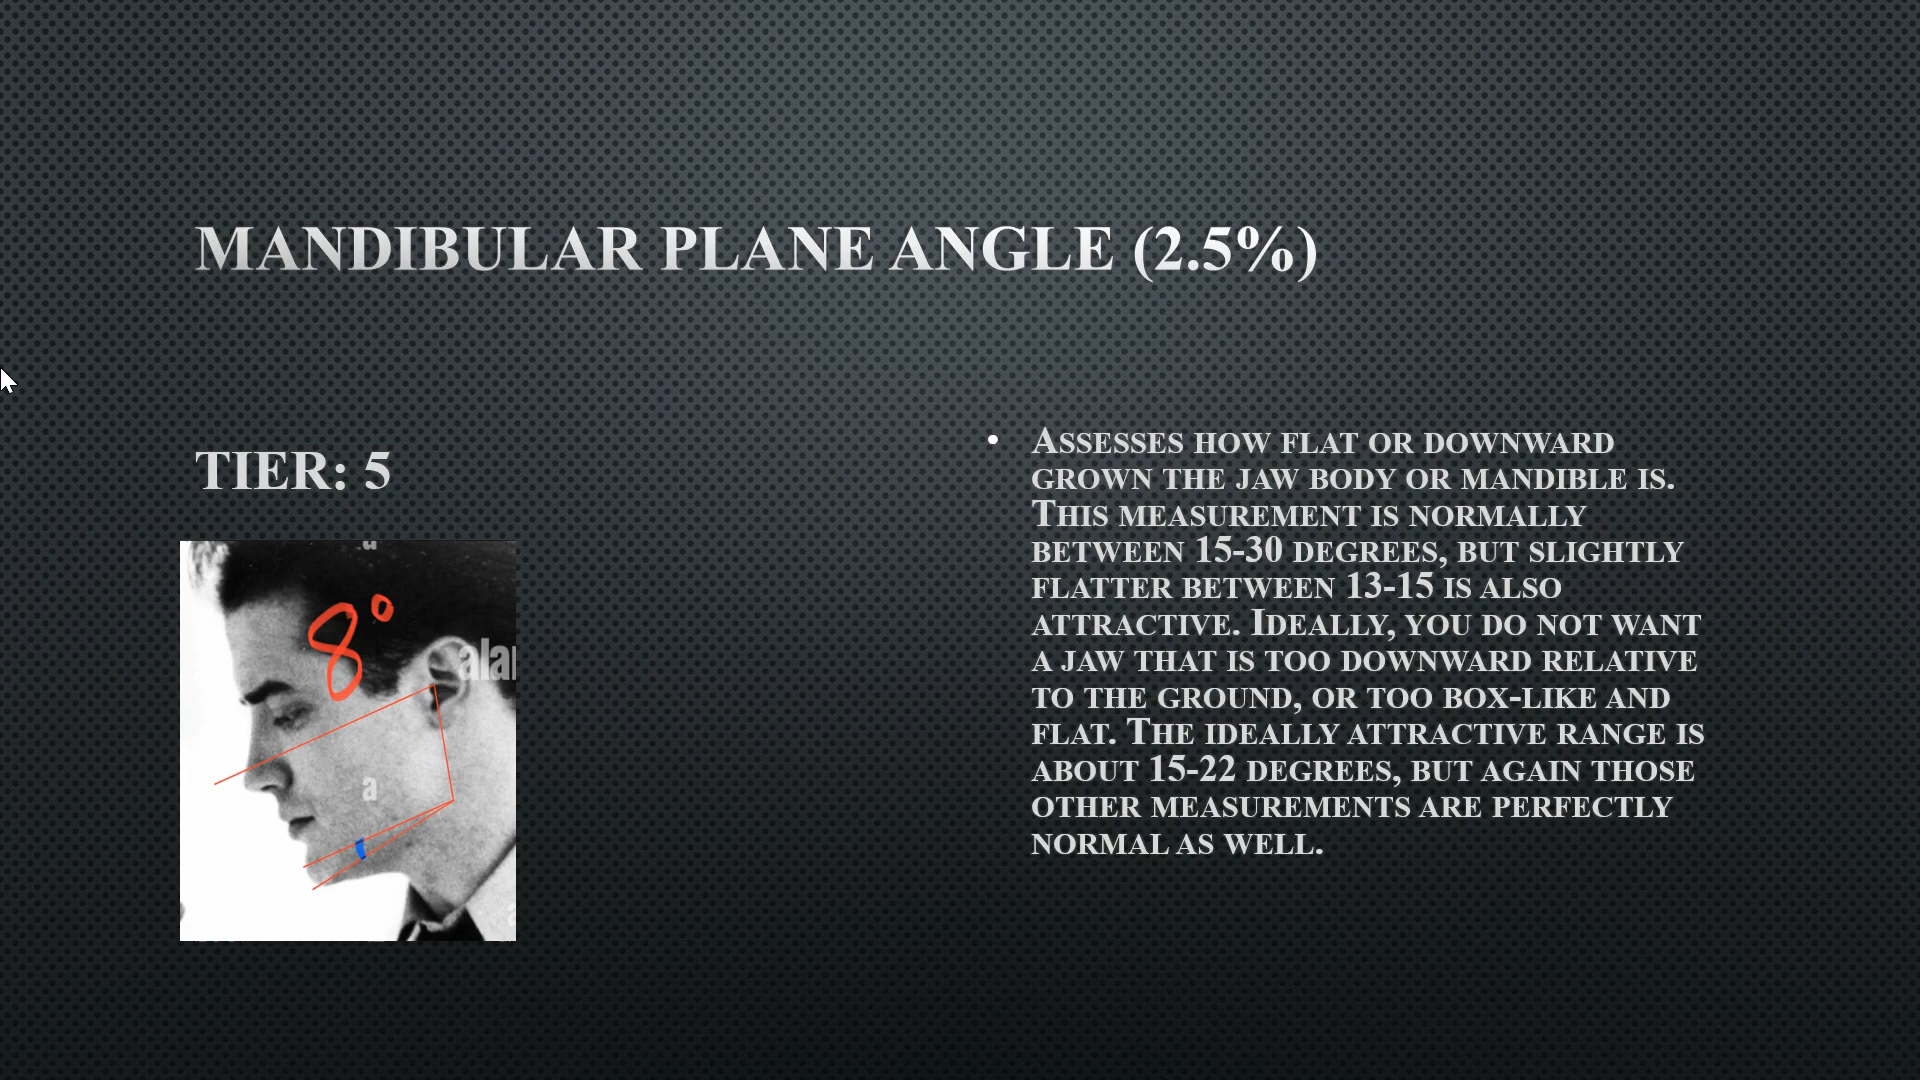 MANDIBULAR PLANE ANGLE (2.5%)
TIER: 5
a
8°
alar
a
• ASSESSES HOW FLAT OR DOWNWARD
GROWN THE JAW BODY OR MANDIBLE IS.
THIS MEASUREMENT IS NORMALLY
BETWEEN 15-30 DEGREES, BUT SLIGHTLY
FLATTER BETWEEN 13-15 IS ALSO
ATTRACTIVE. IDEALLY, YOU DO NOT WANT
A JAW THAT IS TOO DOWNWARD RELATIVE
TO THE GROUND, OR TOO BOX-LIKE AND
FLAT. THE IDEALLY ATTRACTIVE RANGE IS
ABOUT 15-22 DEGREES, BUT AGAIN THOSE
OTHER MEASUREMENTS ARE PERFECTLY
NORMAL AS WELL.